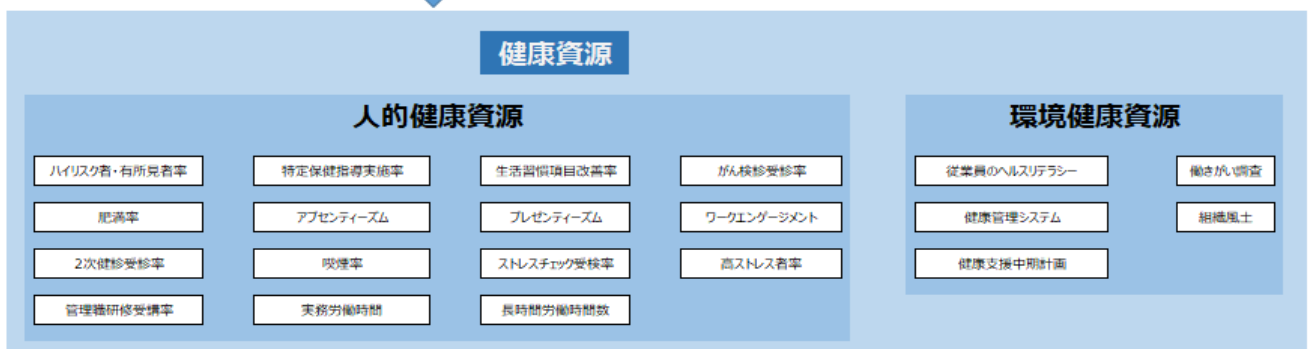 健康資源
人的健康資源
ハイリスク者・有所見者率
特定保健指導実施率
生活習慣項目改善率
がん検診受診率
肥満率
アブセンティーズム
プレゼンティーズム
ワークエンゲージメント
2次健診受診率
喫煙率
ストレスチェック受検率
高ストレス者率
管理職研修受講率
実務労働時間
長時間労働時間数
環境健康資源
従業員のヘルスリテラシー
働きがい調査
健康管理システム
組織風土
健康支援中期計画